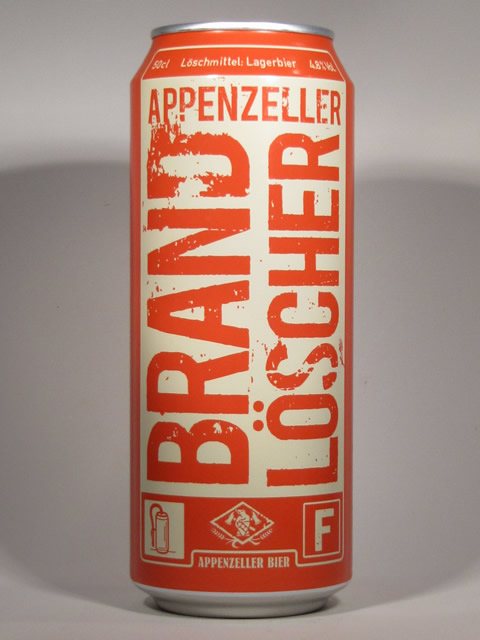 50cl Löschmittel: Lagerbier 4.8%Vol.
APPENZELLER
BRAND
LÖSCHER
F
APPENZELLER BIER